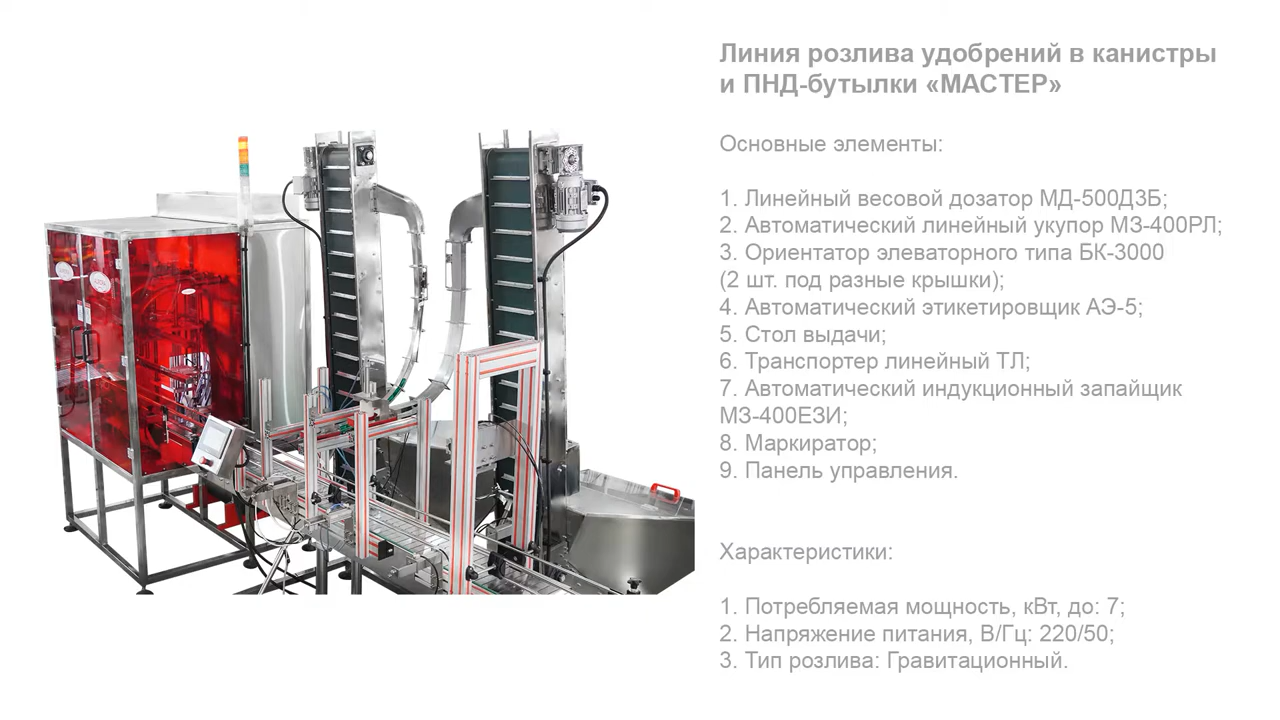 Линия розлива удобрений в канистры
и ПНД-бутылки «МАСТЕР»
Основные элементы:
1. Линейный весовой дозатор МД-500Д3Б;
2. Автоматический линейный укупор МЗ-400РЛ;
3. Ориентатор элеваторного типа БК-3000
(2 шт. под разные крышки);
4. Автоматический этикетировщик АЭ-5;
5. Стол выдачи;
6. Транспортер линейный ТЛ;
7. Автоматический индукционный запайщик
МЗ-400ЕЗИ;
8. Маркиратор;
9. Панель управления.
Характеристики:
1. Потребляемая мощность, кВт, до: 7;
2. Напряжение питания, В/Гц: 220/50;
3. Тип розлива: Гравитационный.